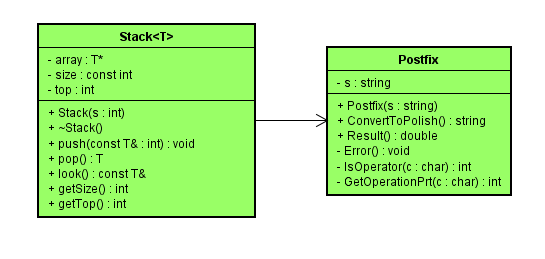 Stack<T>
- array : T*
- size : const int
- top : int
+ Stack(s : int)
+ ~Stack()
+ push(const T& : int) : void
+ pop() : T
+ look() : const T&
+ getSize() : int
+ getTop() : int
Postfix
- s : string
+ Postfix(s : string)
+ ConvertToPolish() : string
+ Result() : double
- Error() : void
- IsOperator(c : char) : int
- GetOperationPrt(c : char) : int